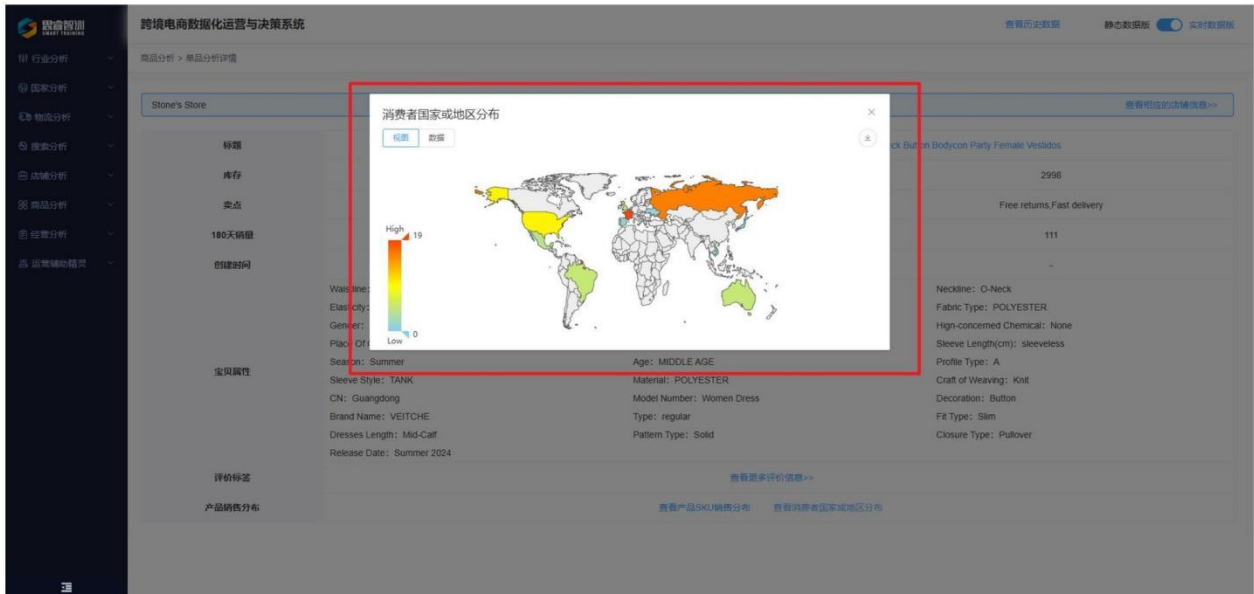 思睿智训
SMART TRAINING
跨境电商数据化运营与决策系统
查看历史数据
静态数据版
实时数据版
行业分析
国家分析
物流分析
搜索分析
店铺分析
商品分析
经营分析
运营辅助精灵
商品分析 > 单品分析详情
Stone's Store
查看相应的店铺信息>>
消费者国家或地区分布
视图
数据
High
19
0
Low
标题
Button Bodycon Party Female Vestidos
库存
2998
卖点
Free returns,Fast delivery
180天销量
111
创建时间
-
宝贝属性
Neckline: O-Neck
Elasticity:
Fabric Type: POLYESTER
Gender:
Hign-concerned Chemical: None
Place Of
Sleeve Length(cm): sleeveless
Season: Summer
Age: MIDDLE AGE
Profile Type: A
Sleeve Style: TANK
Material: POLYESTER
Craft of Weaving: Knit
CN: Guangdong
Model Number: Women Dress
Decoration: Button
Brand Name: VEITCHE
Type: regular
Fit Type: Slim
Dresses Length: Mid-Calf
Pattern Type: Solid
Closure Type: Pullover
Release Date: Summer 2024
评价标签
查看更多评价信息>>
产品销售分布
查看产品SKU销售分布
查看消费者国家或地区分布